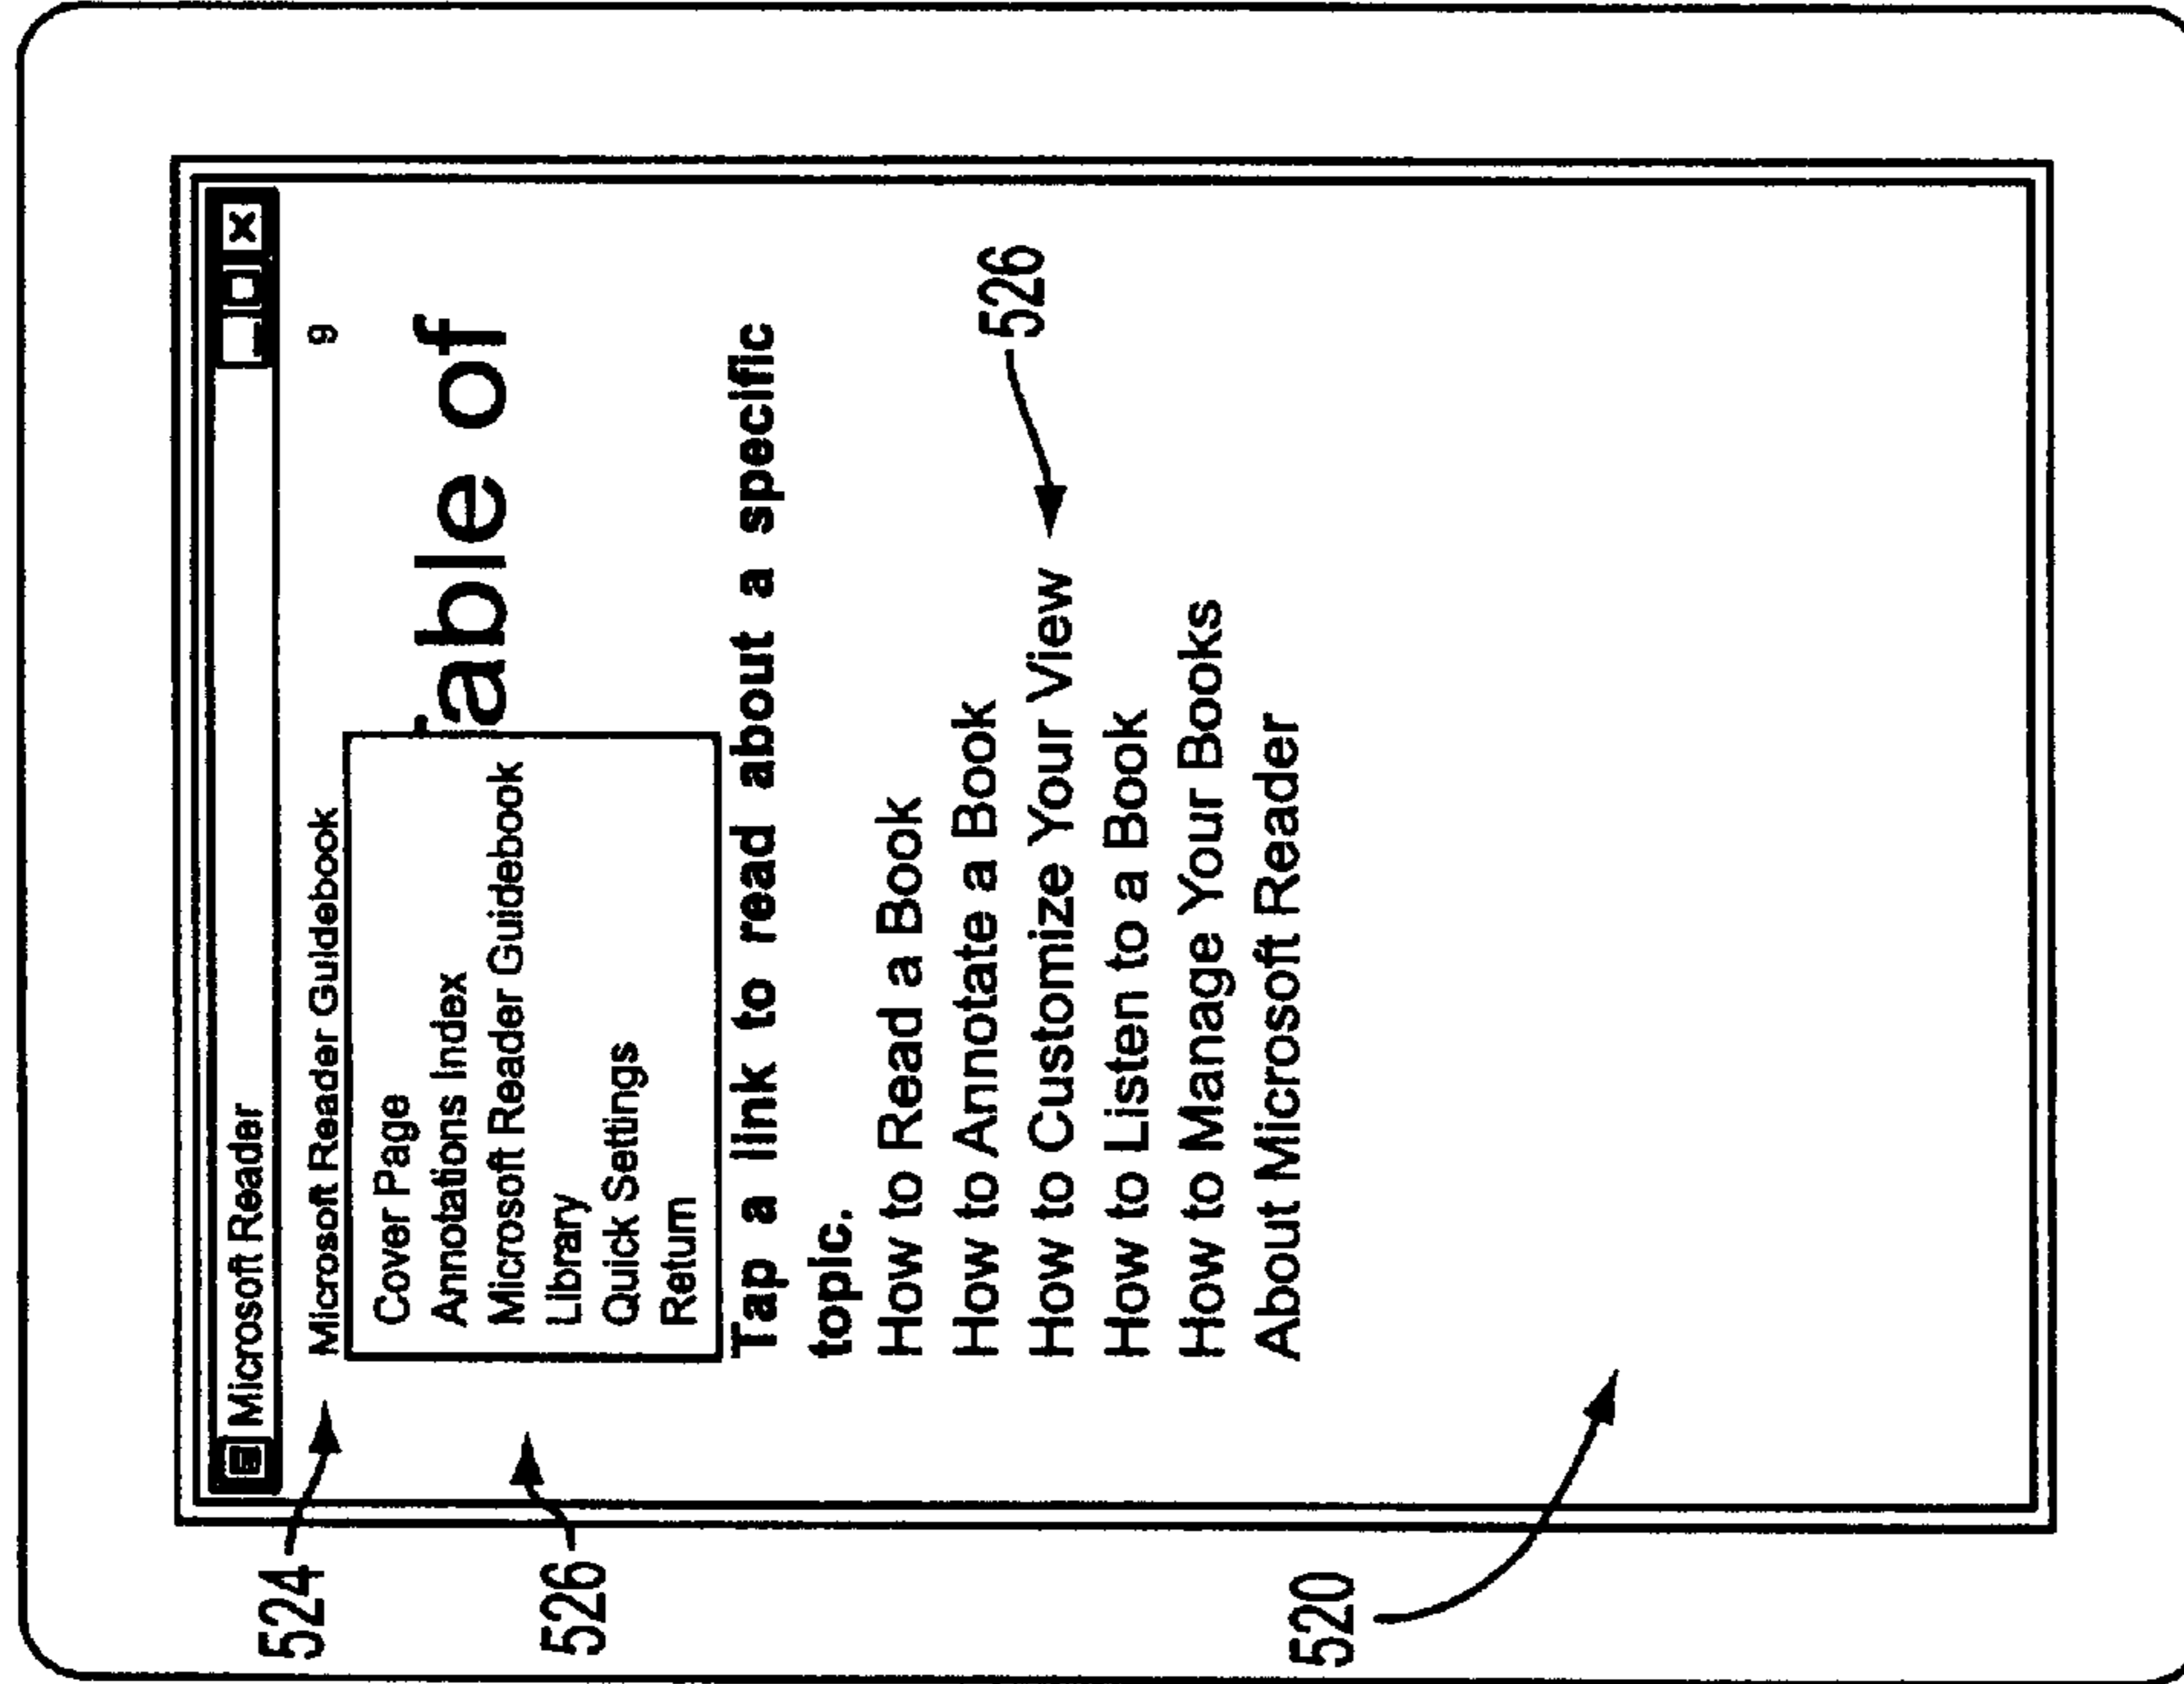 Microsoft Reader
524
Microsoft Reader Guidebook 9
Cover Page
Annotations Index
Microsoft Reader Guidebook
Library
Quick Settings
Return
526
Table of
Tap a link to read about a specific
topic.
How to Read a Book
How to Annotate a Book
How to Customize Your View
526
How to Listen to a Book
How to Manage Your Books
About Microsoft Reader
520